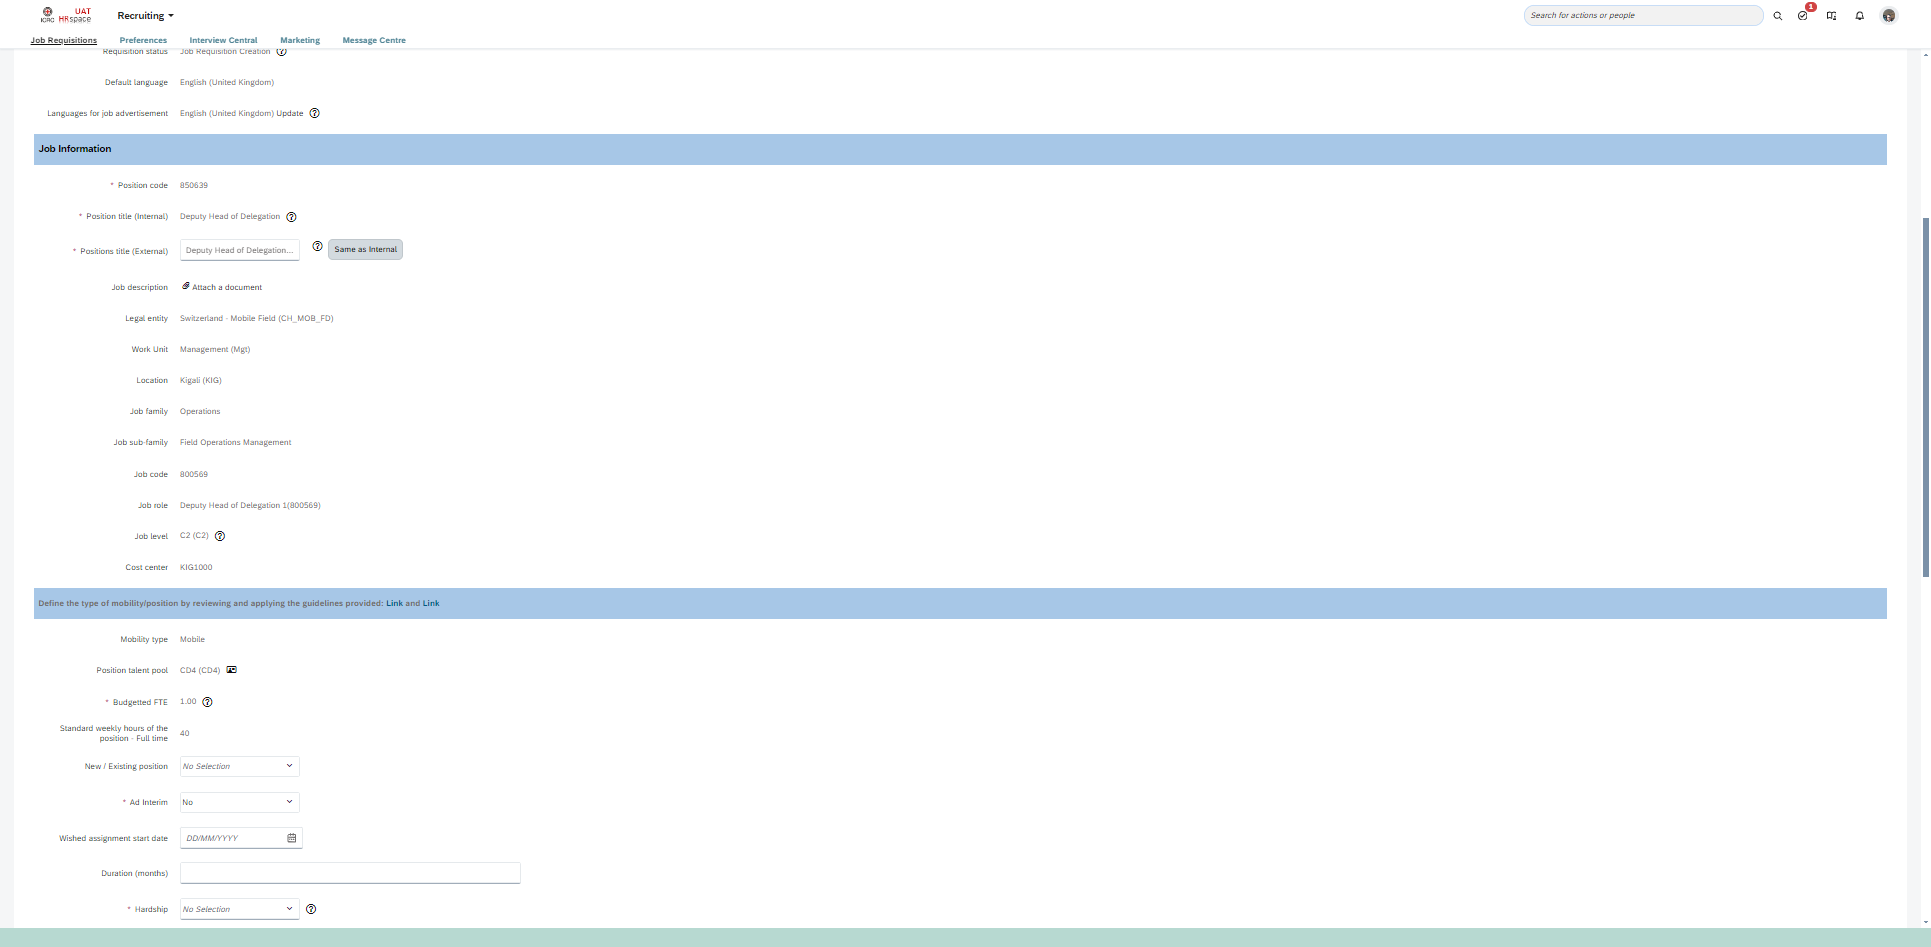 UAT
ICRC HRspace
Recruiting
Search for actions or people
1
Job Requisitions Preferences Interview Central Marketing Message Centre
Requisition status Job Requisition Creation
Default language English (United Kingdom)
Languages for job advertisement English (United Kingdom) Update
Job Information
* Position code 850639
* Position title (Internal) Deputy Head of Delegation
* Positions title (External) Deputy Head of Delegation... Same as Internal
Job description Attach a document
Legal entity Switzerland - Mobile Field (CH_MOB_FD)
Work Unit Management (Mgt)
Location Kigali (KIG)
Job family Operations
Job sub-family Field Operations Management
Job code 800569
Job role Deputy Head of Delegation 1(800569)
Job level C2 (C2)
Cost center KIG1000
Define the type of mobility/position by reviewing and applying the guidelines provided: Link and Link
Mobility type Mobile
Position talent pool CD4 (CD4)
* Budgetted FTE 1.00
Standard weekly hours of the
position - Full time 40
New / Existing position No Selection
* Ad Interim No
Wished assignment start date DD/MM/YYYY
Duration (months)
* Hardship No Selection